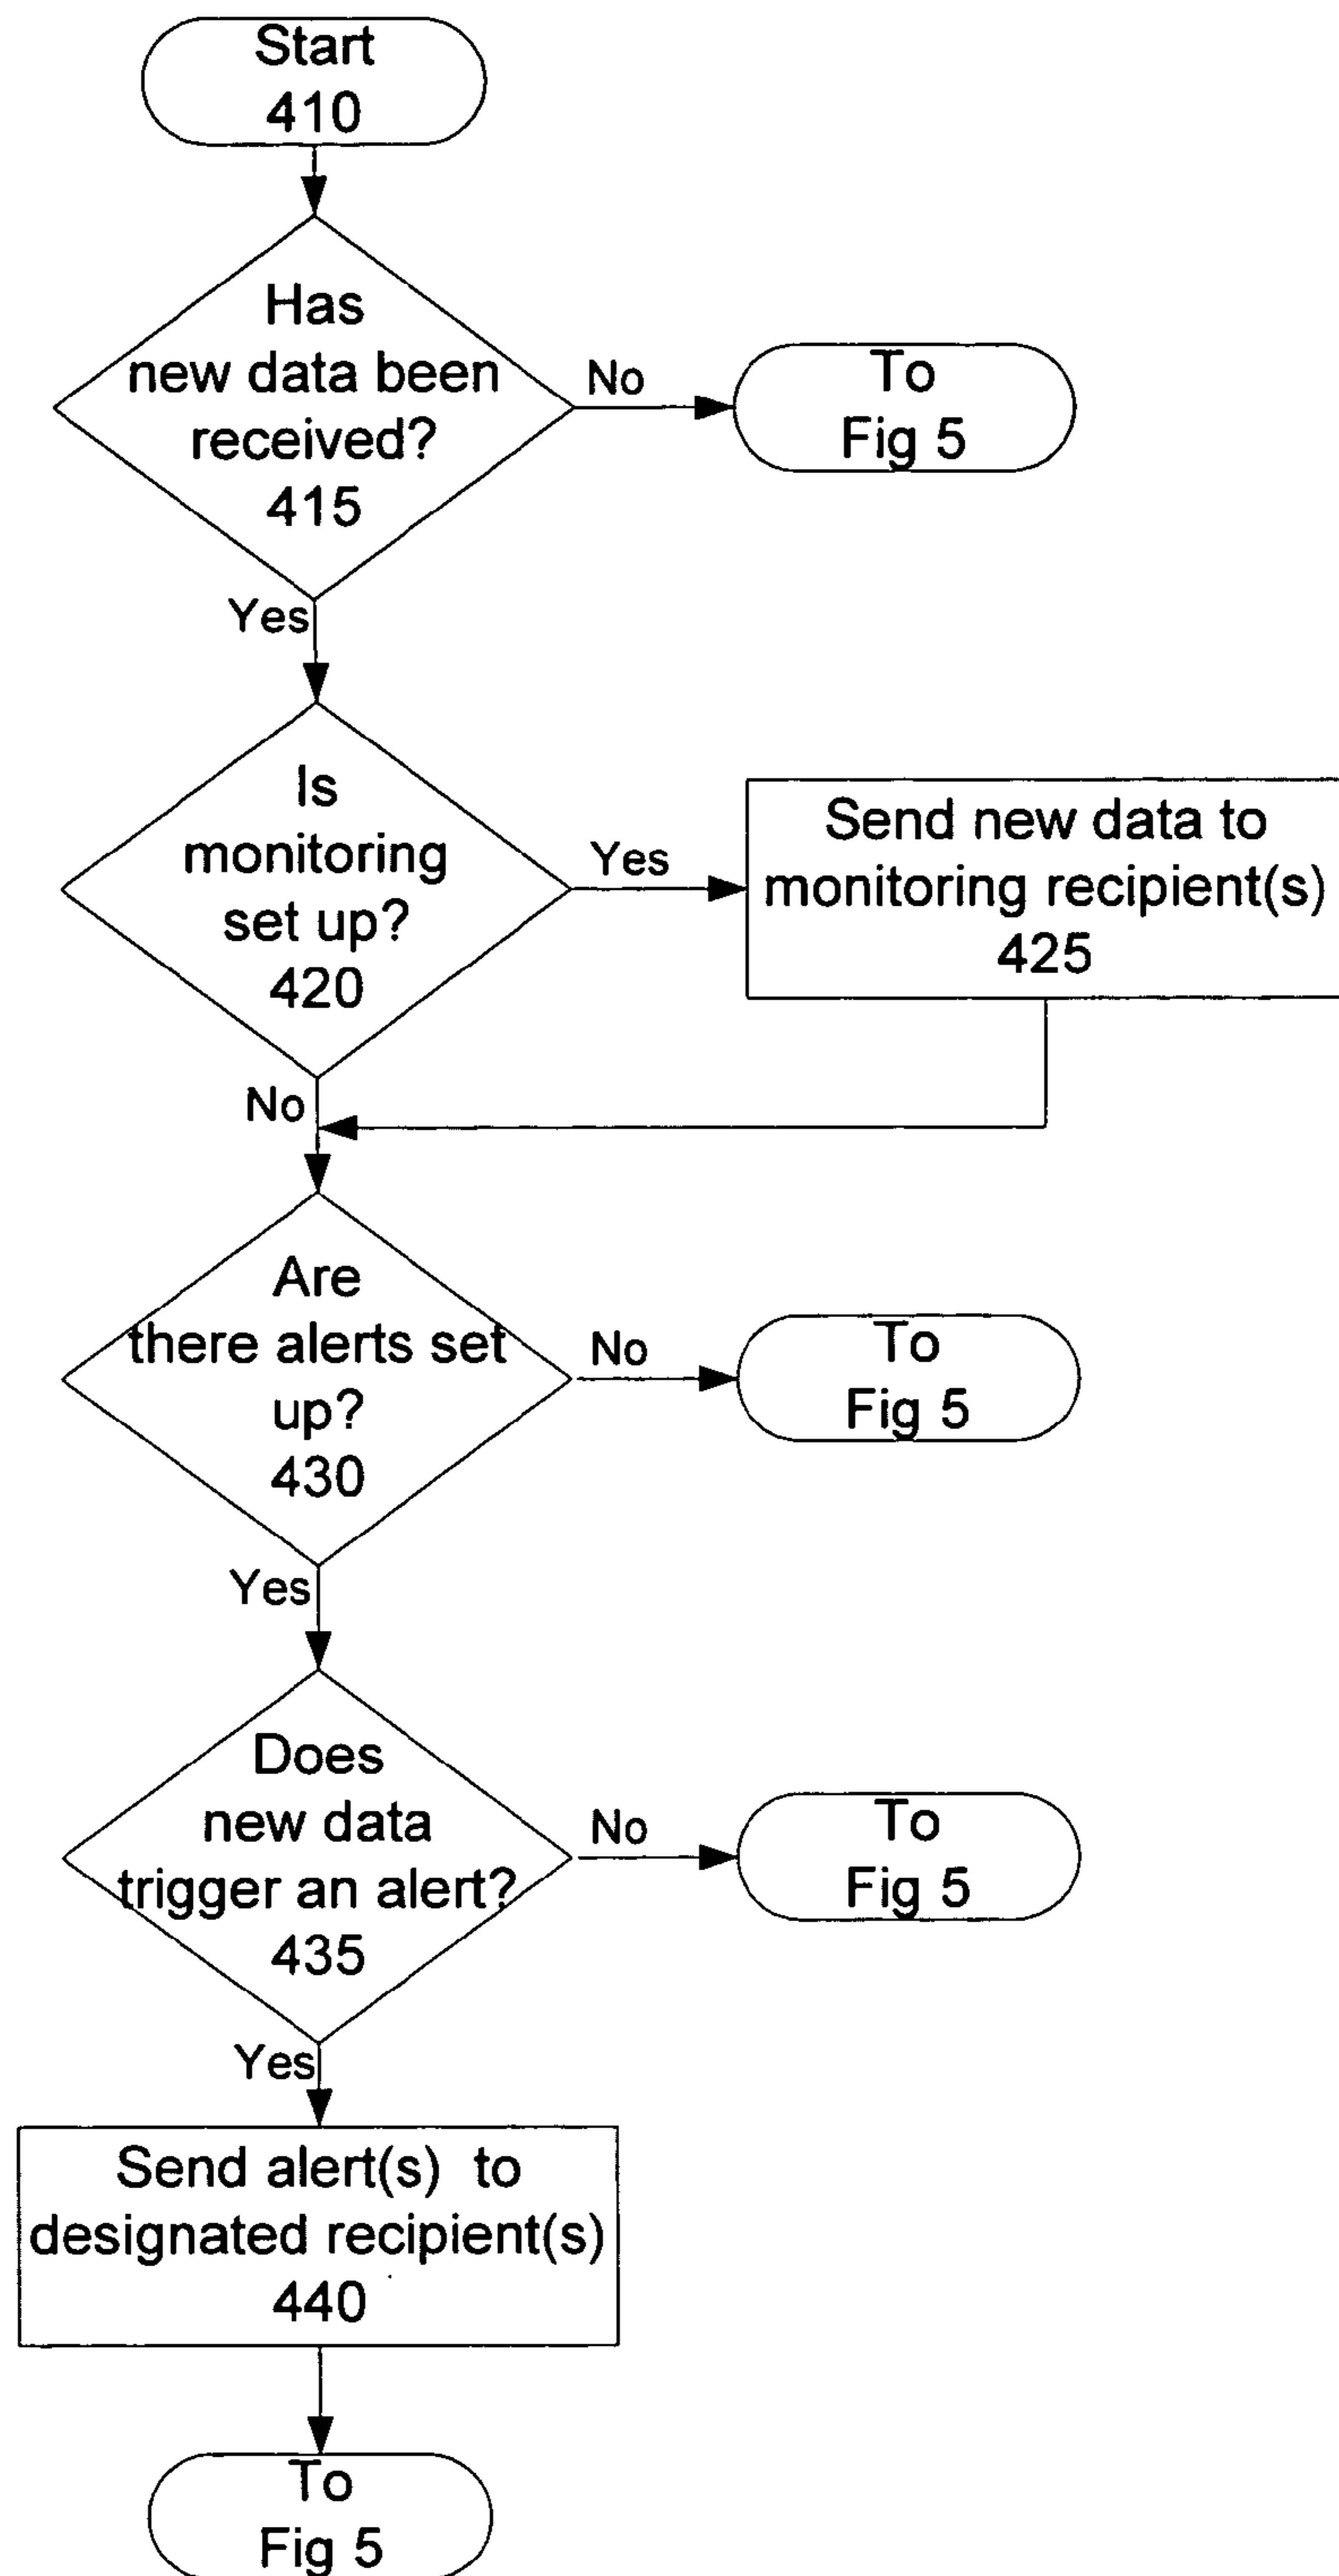 Start
410
Has
new data been
received?
415
No
To
Fig 5
Yes
Is
monitoring
set up?
420
Yes
Send new data to
monitoring recipient(s)
425
No
Are
there alerts set
up?
430
No
To
Fig 5
Yes
Does
new data
trigger an alert?
435
No
To
Fig 5
Yes
Send alert(s) to
designated recipient(s)
440
To
Fig 5